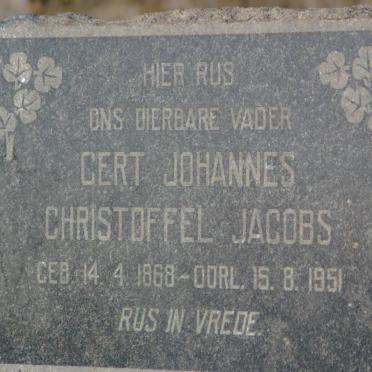 HIER RUS
ONS DIERBARE VADER
GERT JOHANNES
CHRISTOFFEL JACOBS
GEB. 14. 4. 1868 - OORL. 15. 8. 1951
RUS IN VREDE.